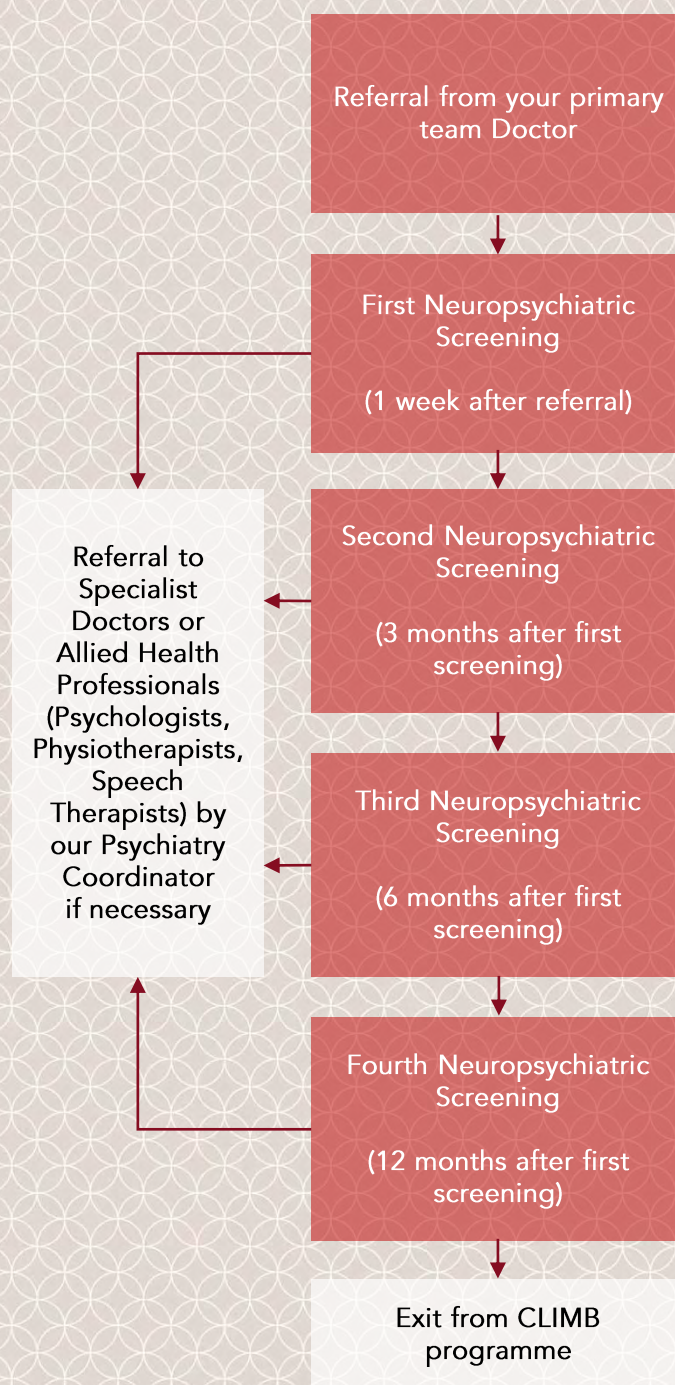 Referral from your primary
team Doctor
First Neuropsychiatric
Screening
(1 week after referral)
Second Neuropsychiatric
Screening
(3 months after first
screening)
Referral to
Specialist
Doctors or
Allied Health
Professionals
(Psychologists,
Physiotherapists,
Speech
Therapists) by
our Psychiatry
Coordinator
if necessary
Third Neuropsychiatric
Screening
(6 months after first
screening)
Fourth Neuropsychiatric
Screening
(12 months after first
screening)
Exit from CLIMB
programme